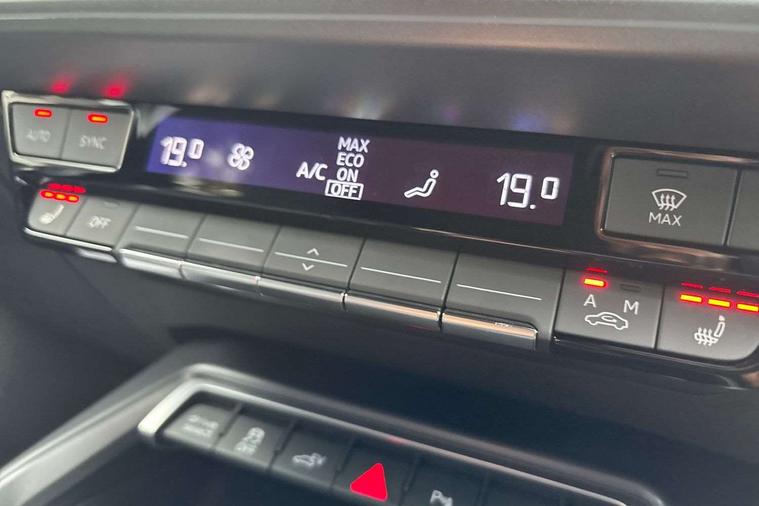 AUTO
SYNC
19.0
A/C
MAX
ECO
ON
OFF
19.0
MAX
OFF
A
M
P